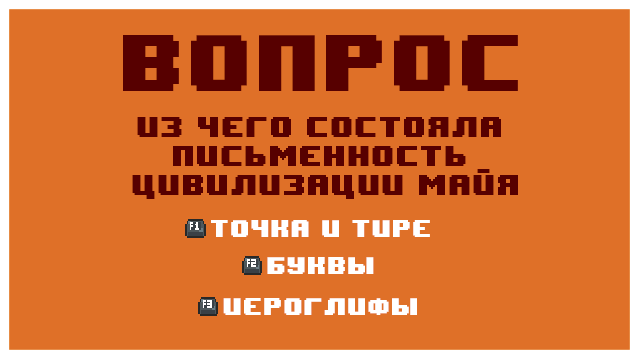 ВОПРОС
ИЗ ЧЕГО СОСТОЯЛА
ПИСЬМЕННОСТЬ
ЦИВИЛИЗАЦИИ МАЙЯ
F1 ТОЧКА И ТИРЕ
F2 БУКВЫ
F3 ИЕРОГЛИФЫ